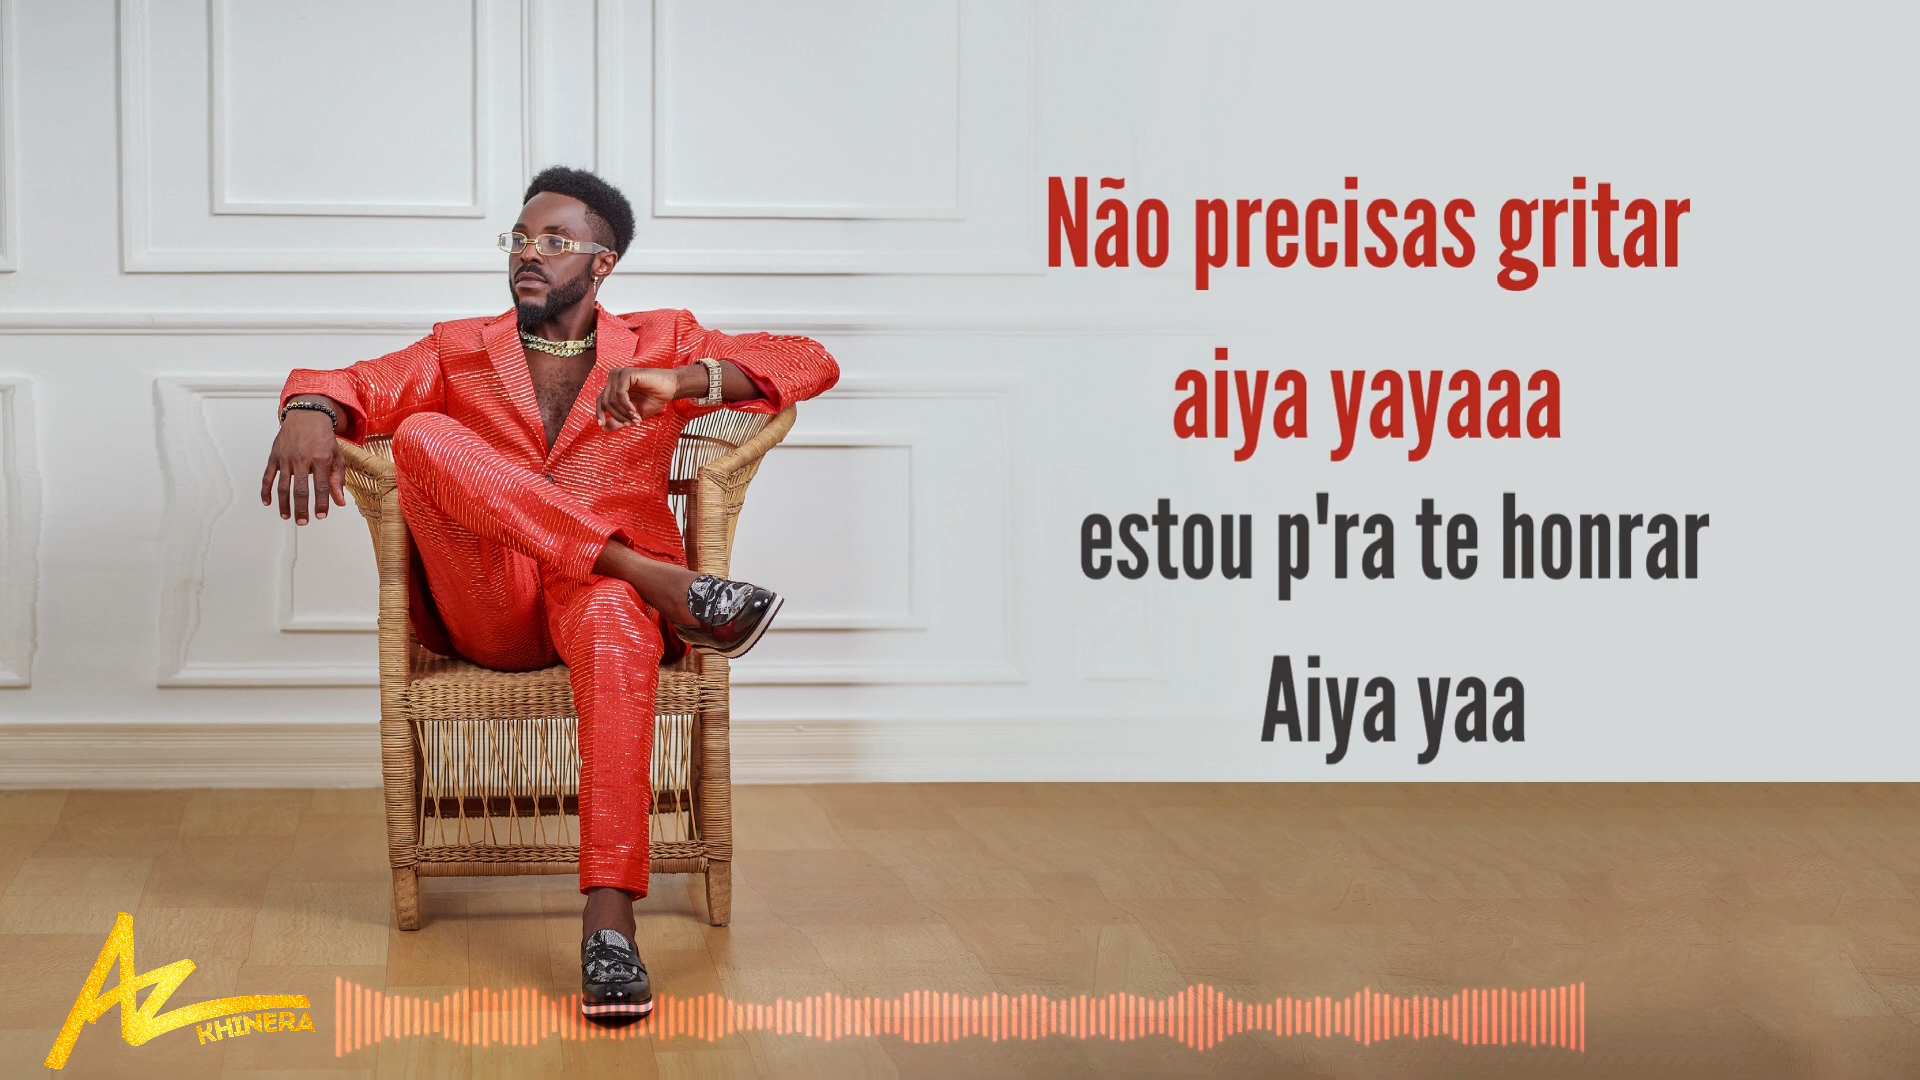 Não precisas gritar
aiya yayaaa
estou p'ra te honrar
Aiya yaa
AZ
KHINERA